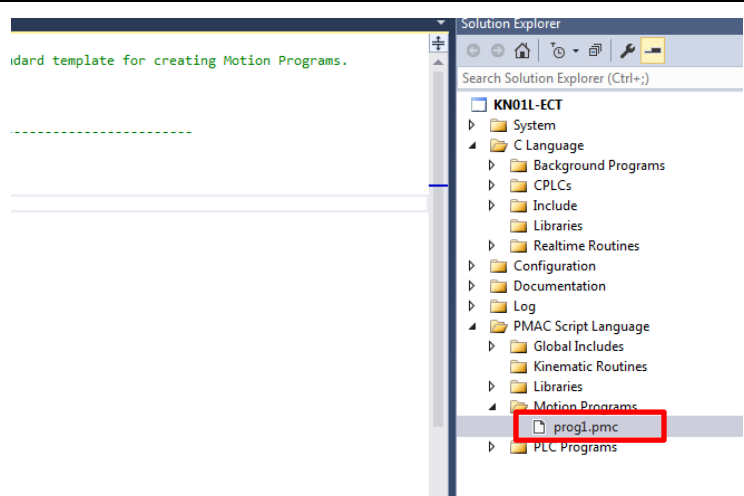 Solution Explorer
dard template for creating Motion Programs.
-----------------------
Search Solution Explorer (Ctrl+;)
KN01L-ECT
System
C Language
Background Programs
CPLCs
Include
Libraries
Realtime Routines
Configuration
Documentation
Log
PMAC Script Language
Global Includes
Kinematic Routines
Libraries
Motion Programs
prog1.pmc
PLC Programs